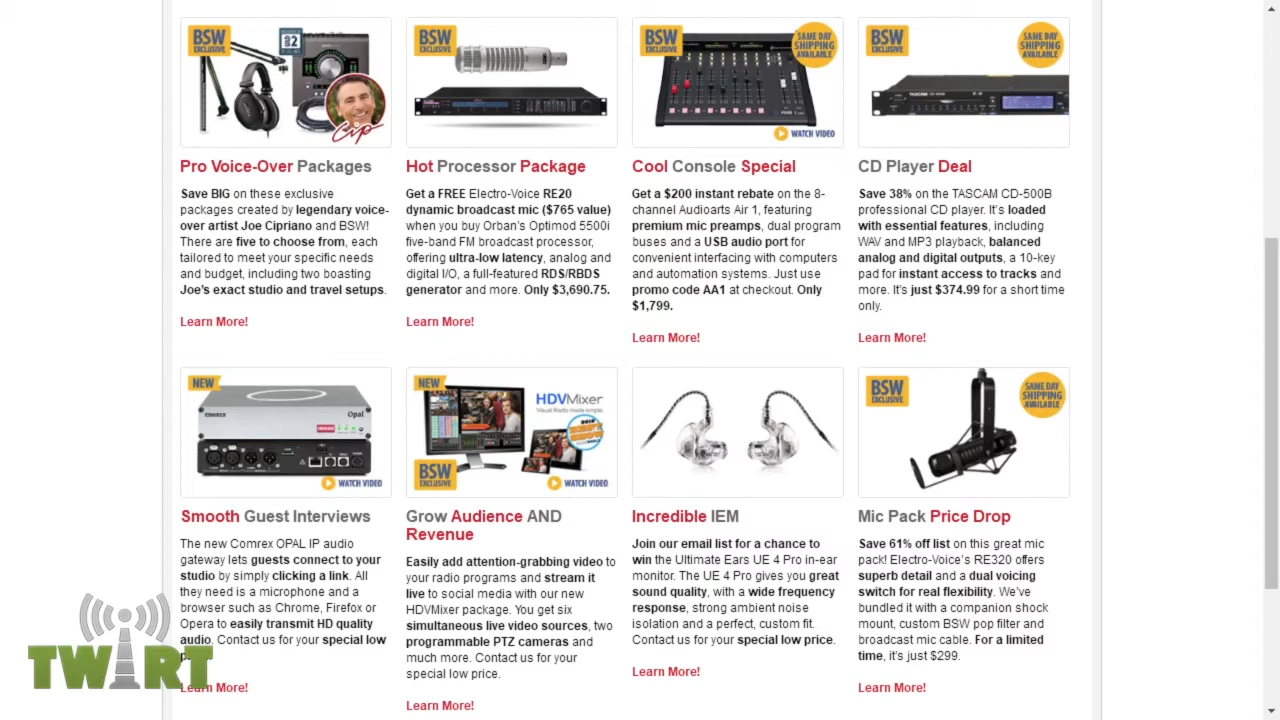 BSW
EXCLUSIVE
Cip
Pro Voice-Over Packages
Save BIG on these exclusive
packages created by legendary voice-
over artist Joe Cipriano and BSW!
There are five to choose from, each
tailored to meet your specific needs
and budget, including two boasting
Joe's exact studio and travel setups.
Learn More!
BSW
EXCLUSIVE
Hot Processor Package
Get a FREE Electro-Voice RE20
dynamic broadcast mic ($765 value)
when you buy Orban's Optimod 5500i
five-band FM broadcast processor,
offering ultra-low latency, analog and
digital I/O, a full-featured RDS/RBDS
generator and more. Only $3,690.75.
Learn More!
BSW
EXCLUSIVE
SAME DAY
SHIPPING
AVAILABLE
WATCH VIDEO
Cool Console Special
Get a $200 instant rebate on the 8-
channel Audioarts Air 1, featuring
premium mic preamps, dual program
buses and a USB audio port for
convenient interfacing with computers
and automation systems. Just use
promo code AA1 at checkout. Only
$1,799.
Learn More!
BSW
EXCLUSIVE
SAME DAY
SHIPPING
AVAILABLE
TASCAM
CD Player Deal
Save 38% on the TASCAM CD-500B
professional CD player. It's loaded
with essential features, including
WAV and MP3 playback, balanced
analog and digital outputs, a 10-key
pad for instant access to tracks and
more. It's just $374.99 for a short time
only.
Learn More!
NEW
COMREX
Opal
WATCH VIDEO
Smooth Guest Interviews
The new Comrex OPAL IP audio
gateway lets guests connect to your
studio by simply clicking a link. All
they need is a microphone and a
browser such as Chrome, Firefox or
Opera to easily transmit HD quality
audio. Contact us for your special low
Learn More!
NEW
HDVMixer
Visual Radio made simple.
BSW
EXCLUSIVE
WATCH VIDEO
Grow Audience AND
Revenue
Easily add attention-grabbing video to
your radio programs and stream it
live to social media with our new
HDVMixer package. You get six
simultaneous live video sources, two
programmable PTZ cameras and
much more. Contact us for your
special low price.
Learn More!
Incredible IEM
Join our email list for a chance to
win the Ultimate Ears UE 4 Pro in-ear
monitor. The UE 4 Pro gives you great
sound quality, with a wide frequency
response, strong ambient noise
isolation and a perfect, custom fit.
Contact us for your special low price.
Learn More!
BSW
EXCLUSIVE
SAME DAY
SHIPPING
AVAILABLE
Mic Pack Price Drop
Save 61% off list on this great mic
pack! Electro-Voice's RE320 offers
superb detail and a dual voicing
switch for real flexibility. We've
bundled it with a companion shock
mount, custom BSW pop filter and
broadcast mic cable. For a limited
time, it's just $299.
Learn More!
TWiRT